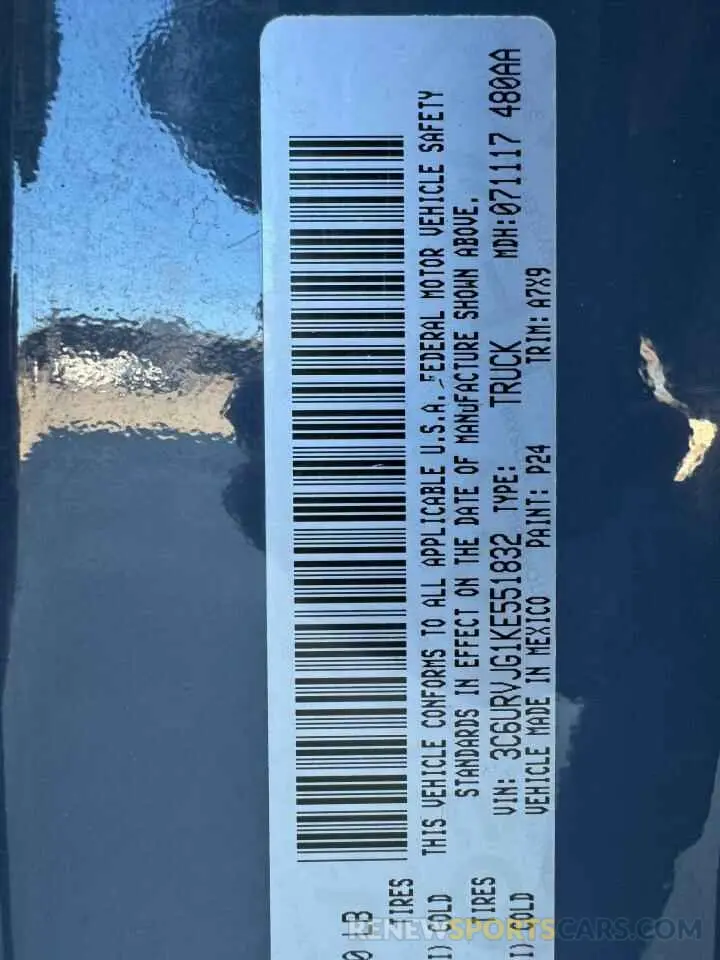 0 LB
TIRES
I) COLD
TIRES
I) COLD
THIS VEHICLE CONFORMS TO ALL APPLICABLE U.S.A. FEDERAL MOTOR VEHICLE SAFETY
STANDARDS IN EFFECT ON THE DATE OF MANUFACTURE SHOWN ABOVE.
VIN: 3C6URVJG1KE551832 TYPE: TRUCK MDH:071117 480AA
VEHICLE MADE IN MEXICO PAINT: P24 TRIM: A7X9
RENEWSPORTSCARS.COM